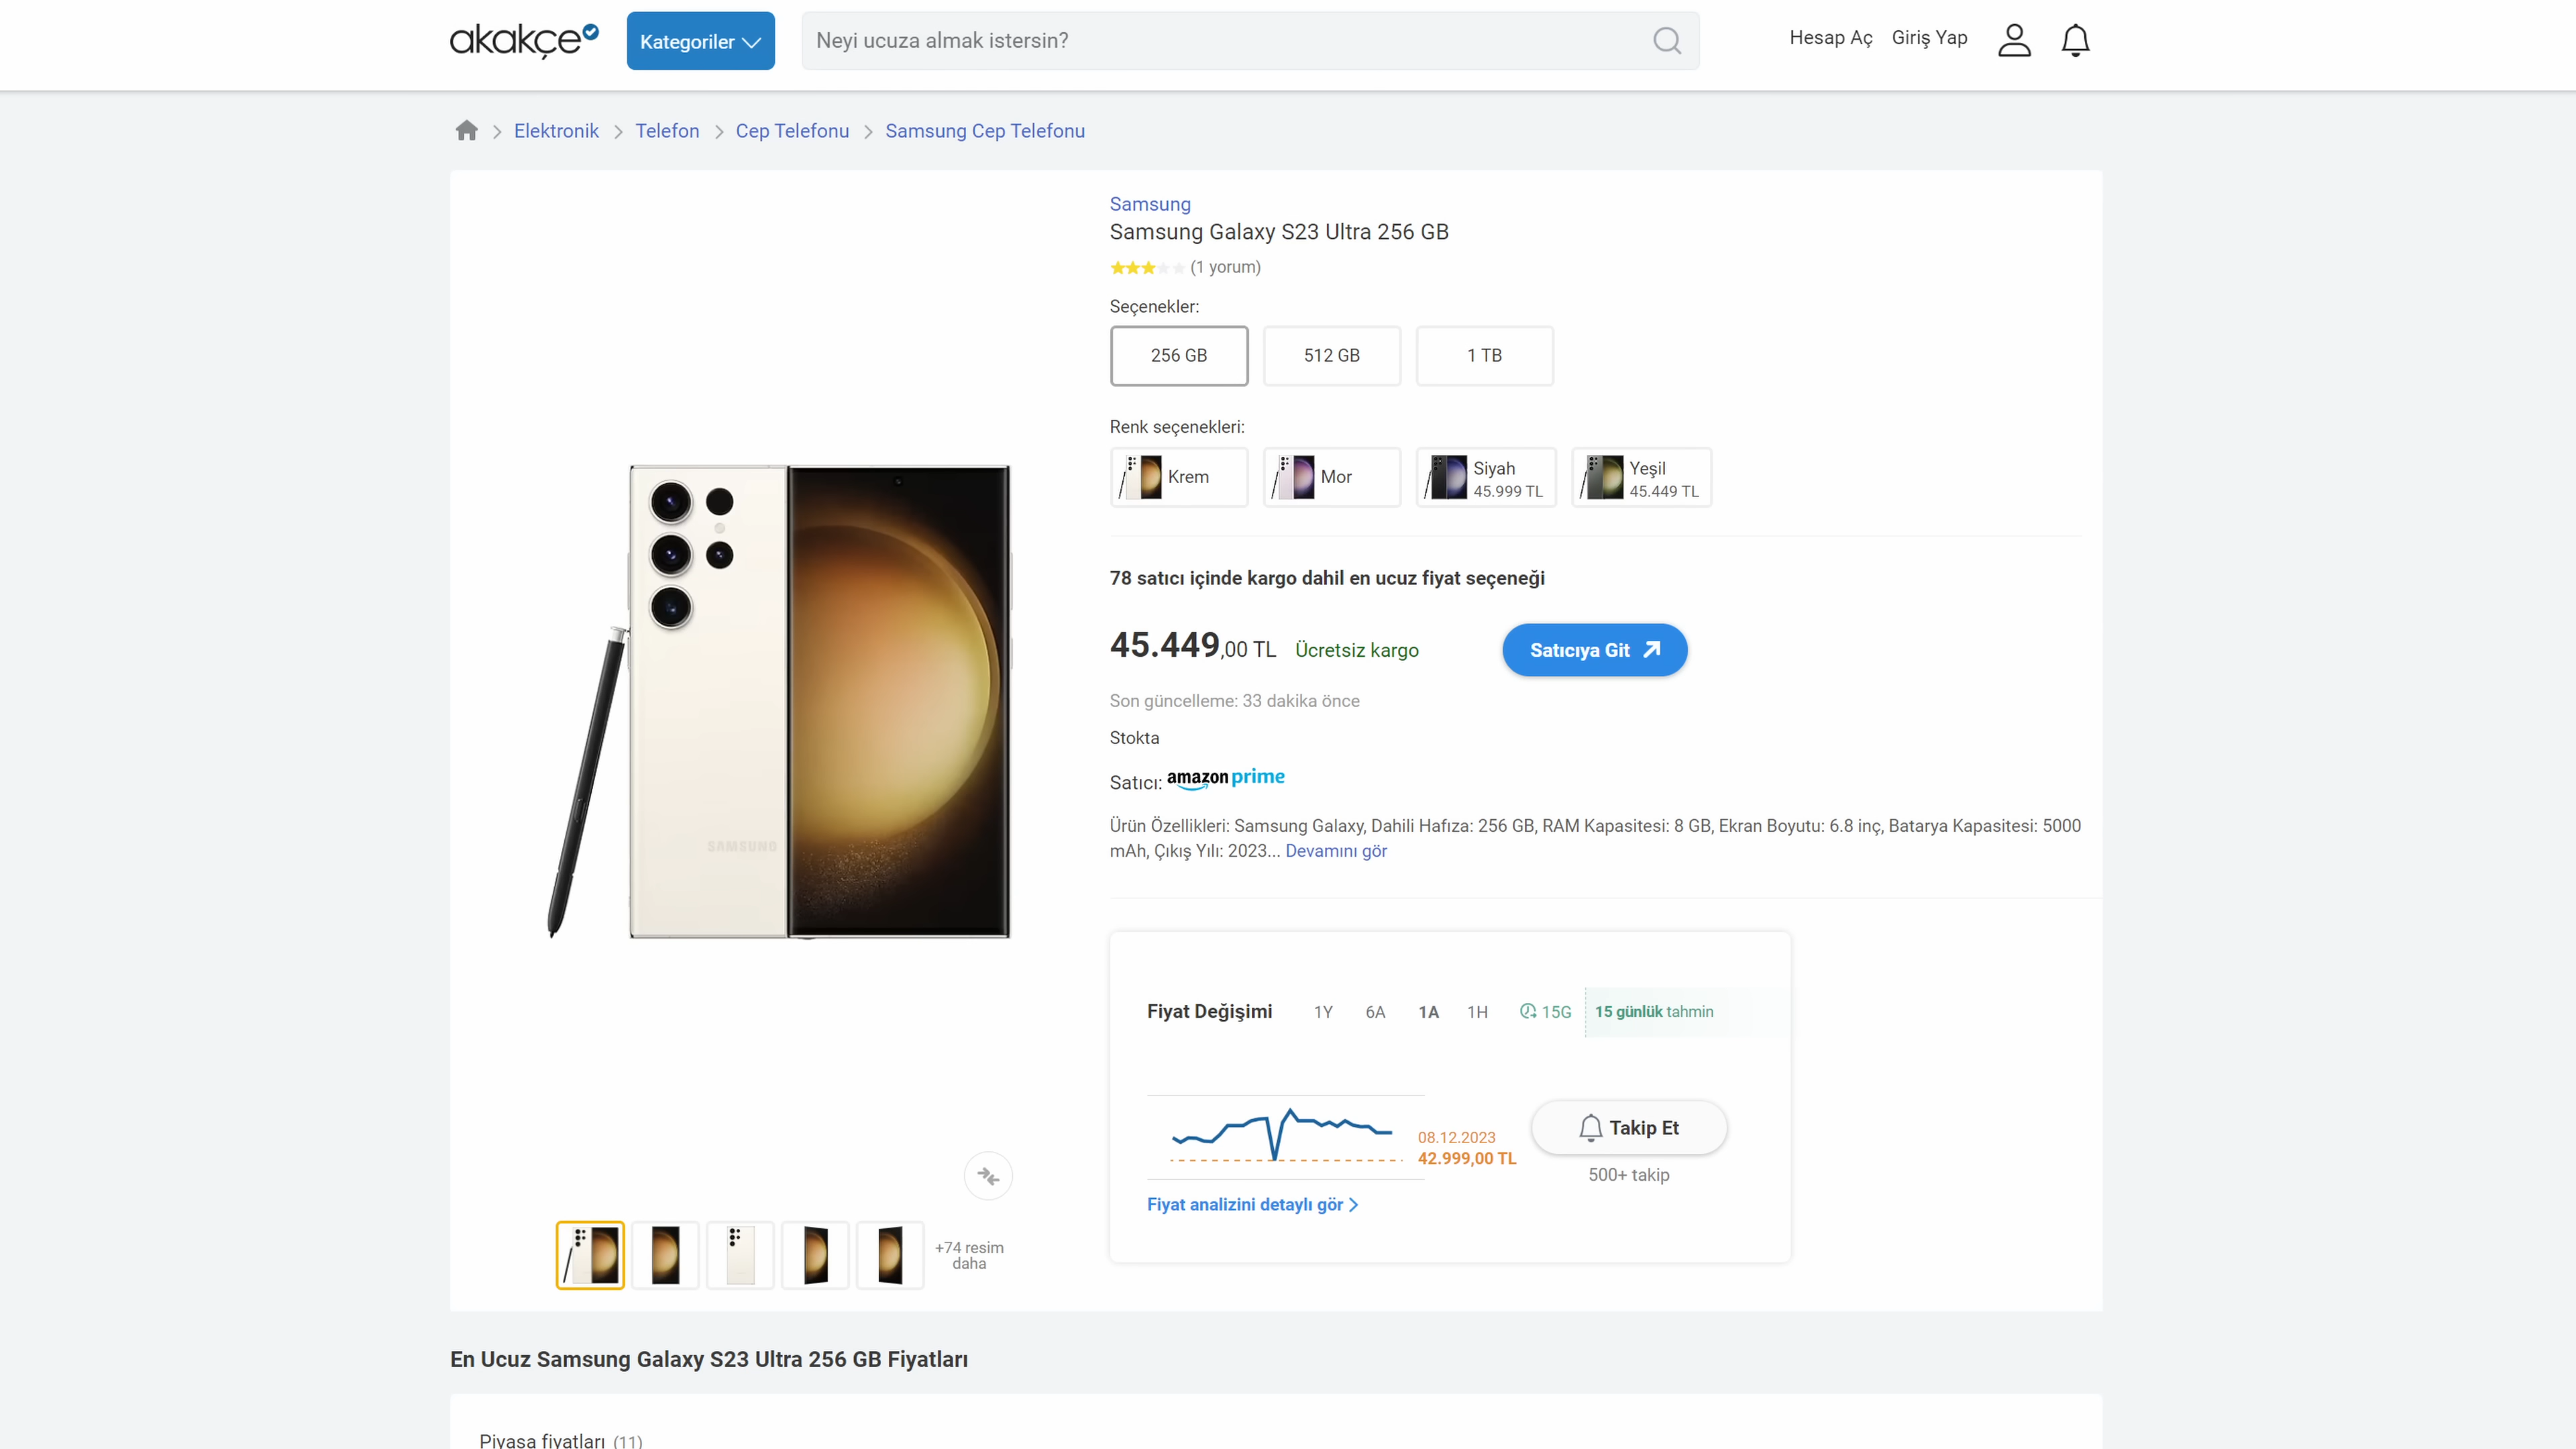 akakçe
Kategoriler
Neyi ucuza almak istersin?
Hesap Aç
Giriş Yap
Elektronik
Telefon
Cep Telefonu
Samsung Cep Telefonu
Samsung
Samsung Galaxy S23 Ultra 256 GB
(1 yorum)
Seçenekler:
256 GB
512 GB
1 TB
Renk seçenekleri:
Krem
Mor
Siyah
45.999 TL
Yeşil
45.449 TL
78 satıcı içinde kargo dahil en ucuz fiyat seçeneği
45.449,00 TL
Ücretsiz kargo
Satıcıya Git
Son güncelleme: 33 dakika önce
Stokta
Satıcı: amazon prime
Ürün Özellikleri: Samsung Galaxy, Dahili Hafıza: 256 GB, RAM Kapasitesi: 8 GB, Ekran Boyutu: 6.8 inç, Batarya Kapasitesi: 5000
mAh, Çıkış Yılı: 2023... Devamını gör
SAMSUNG
Fiyat Değişimi
1Y
6A
1A
1H
15G
15 günlük tahmin
08.12.2023
42.999,00 TL
Takip Et
500+ takip
Fiyat analizini detaylı gör
+74 resim
daha
En Ucuz Samsung Galaxy S23 Ultra 256 GB Fiyatları
Piyasa fiyatları (11)